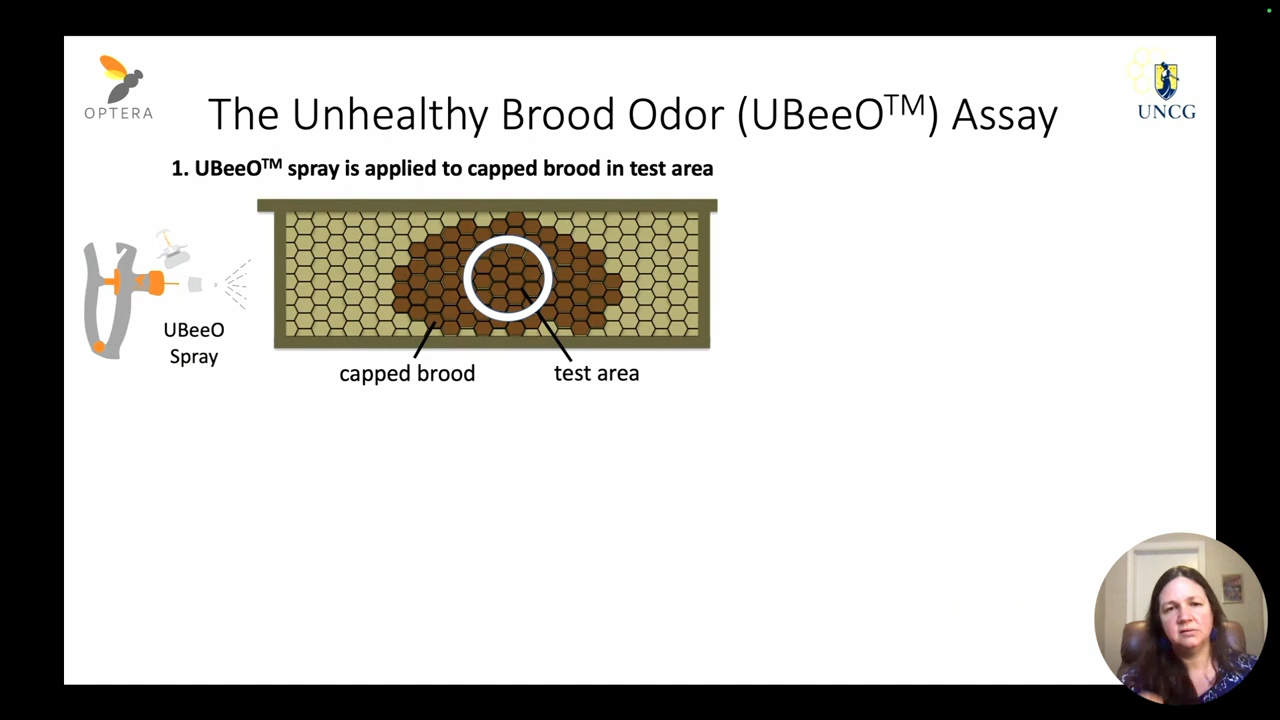 OPTERA
UNCG
The Unhealthy Brood Odor (UBeeO™) Assay
1. UBeeO™ spray is applied to capped brood in test area
UBeeO
Spray
capped brood
test area